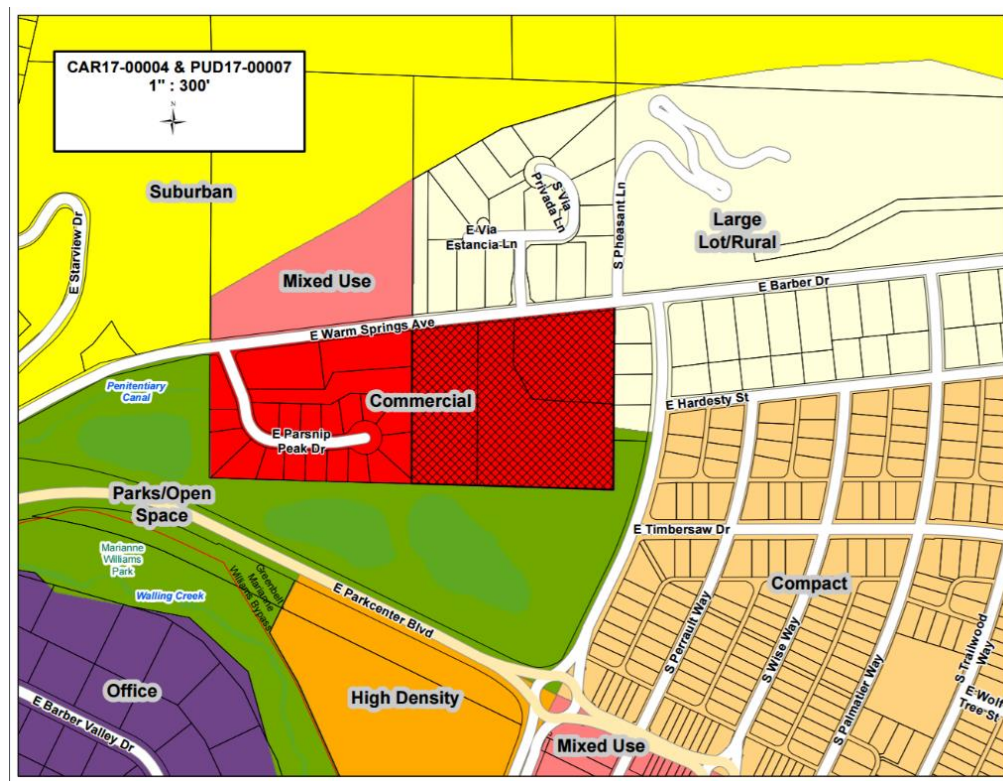 CAR17-00004 & PUD17-00007
1" : 300'
N
Suburban
E Starview Dr
Mixed Use
E Via
Estancia Ln
S Via
Privada Ln
S Pheasant Ln
Large
Lot/Rural
E Barber Dr
E Warm Springs Ave
Penitentiary
Canal
Commercial
E Parsnip
Peak Dr
E Hardesty St
Parks/Open
Space
E Timbersaw Dr
Marianne
Williams
Park
Walling Creek
Greenbelt
Marianne
Williams Bypass
E Parkcenter Blvd
Compact
S Perrault Way
S Wise Way
S Palmatier Way
S Trailwood
Way
E Wolf
Tree St
Office
E Barber Valley Dr
High Density
Mixed Use